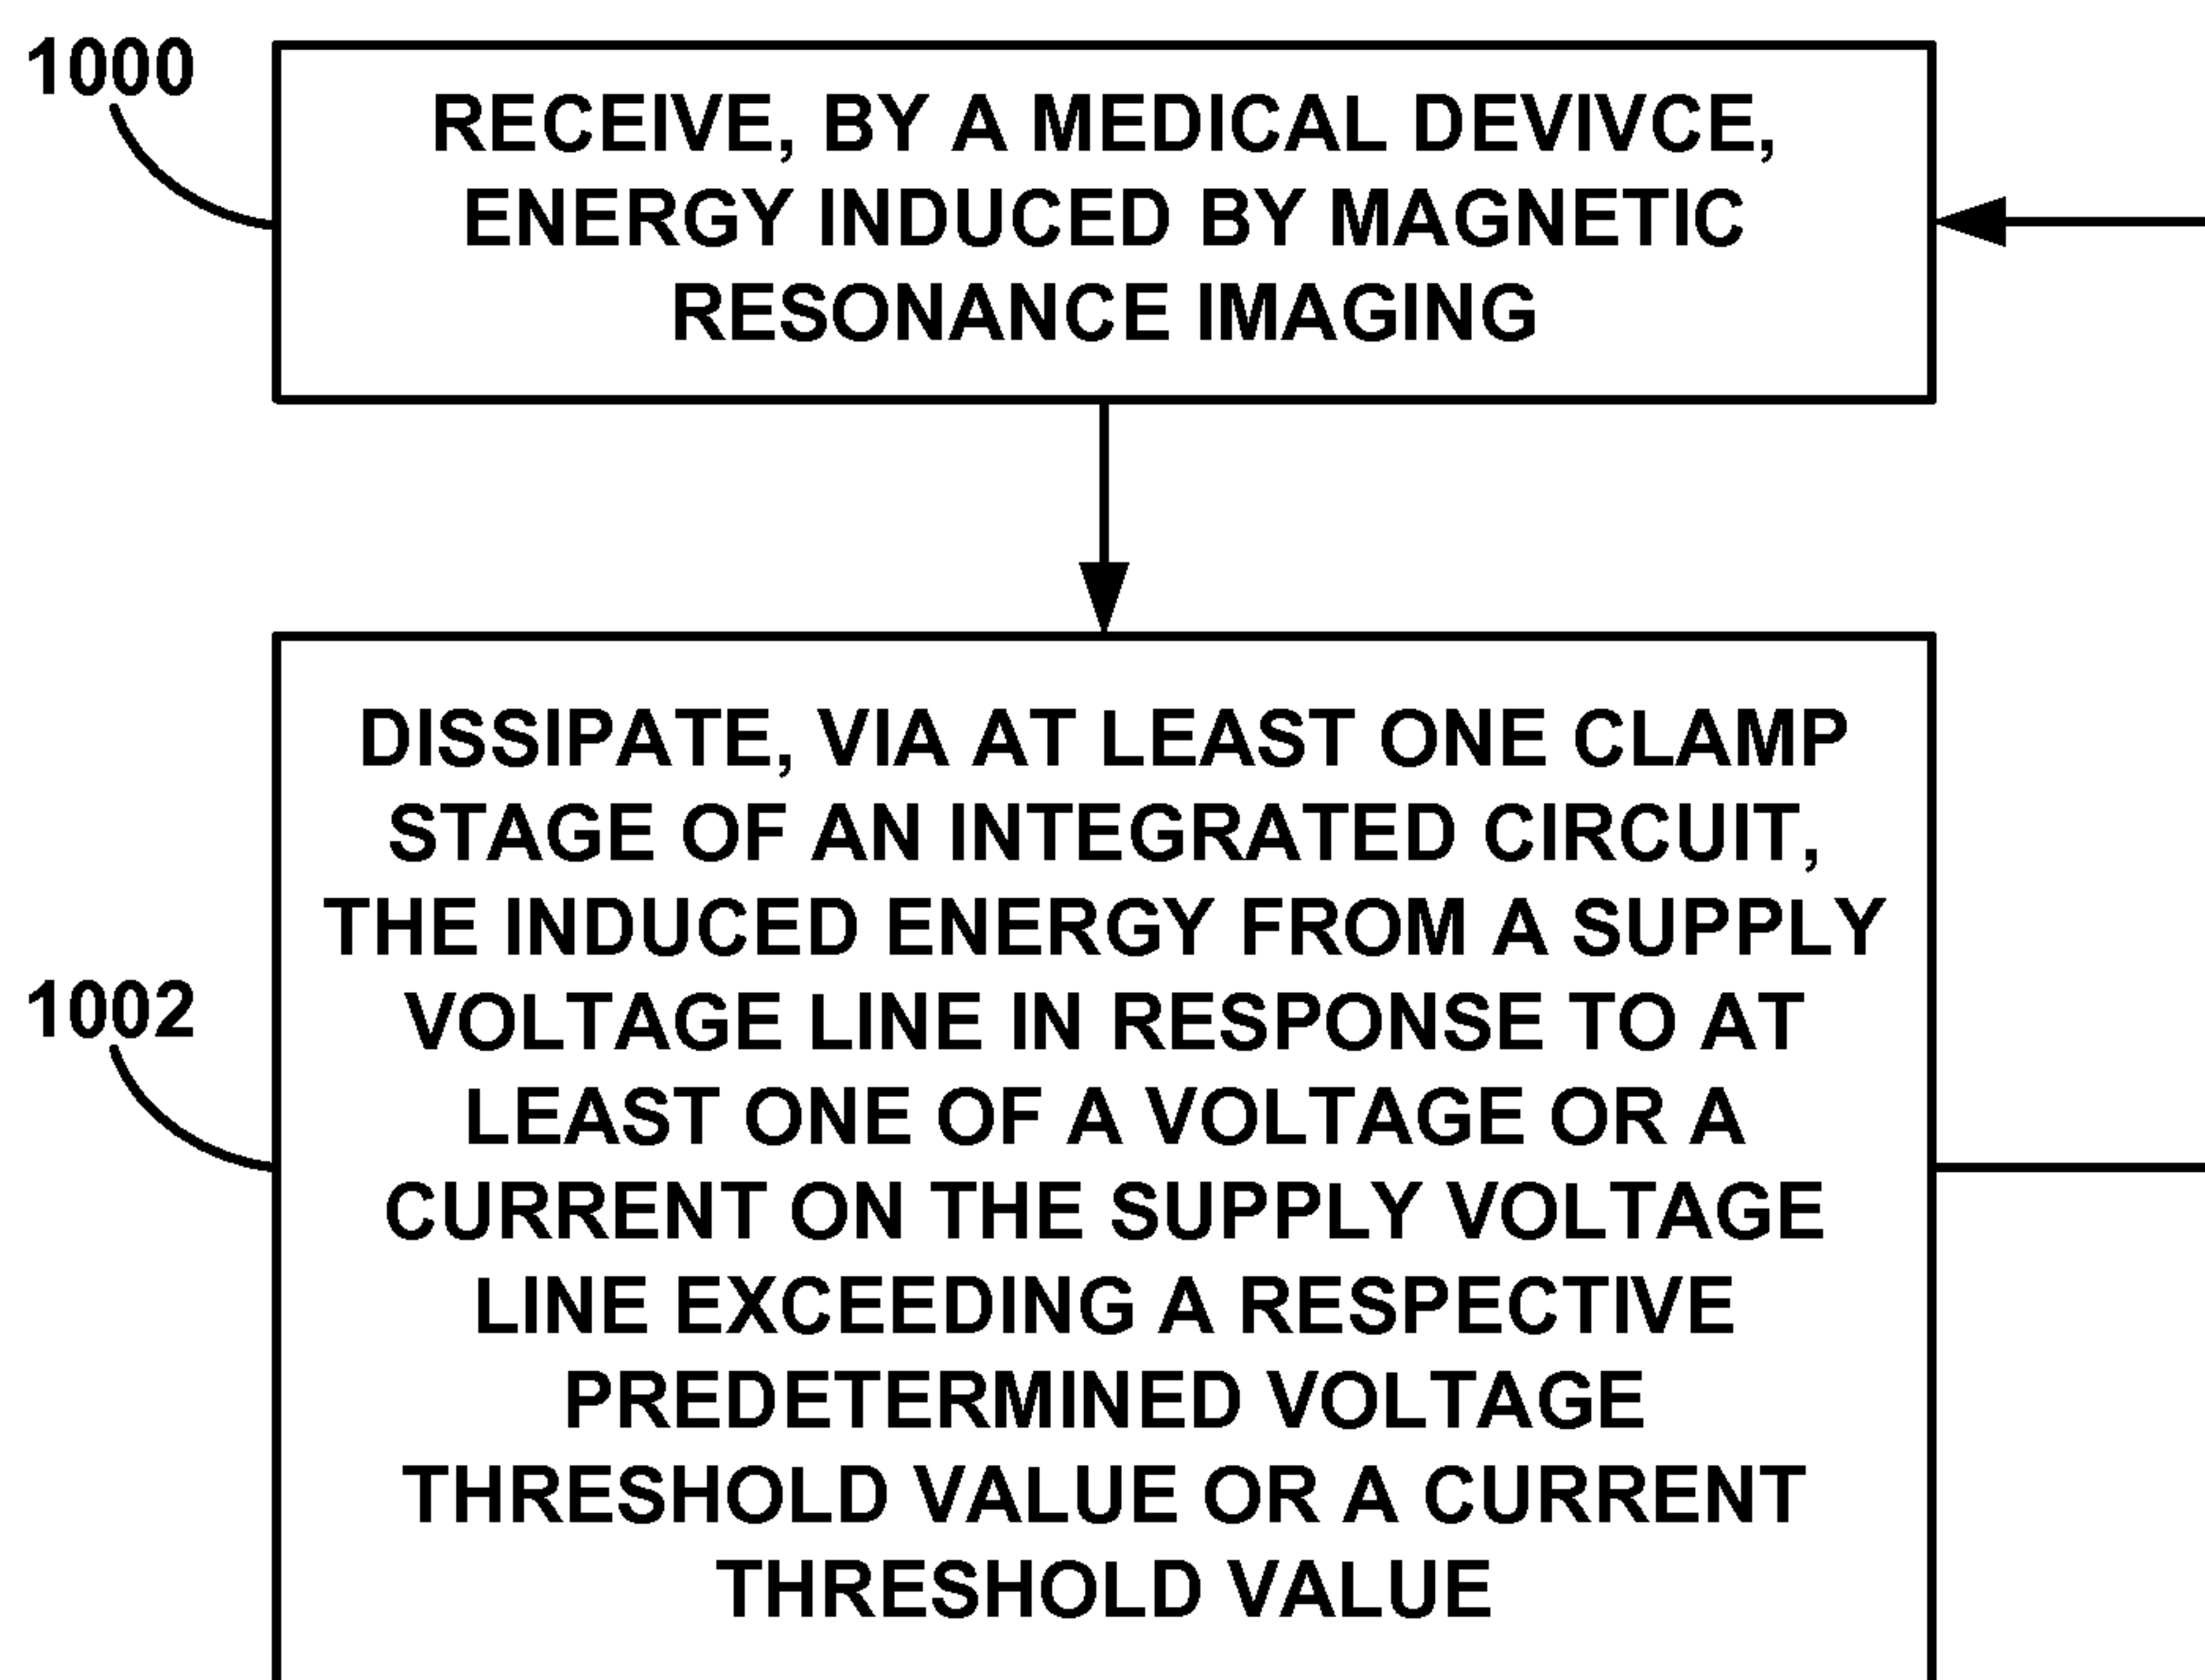 1000
RECEIVE, BY A MEDICAL DEVIVCE,
ENERGY INDUCED BY MAGNETIC
RESONANCE IMAGING
DISSIPATE, VIA AT LEAST ONE CLAMP
STAGE OF AN INTEGRATED CIRCUIT,
THE INDUCED ENERGY FROM A SUPPLY
VOLTAGE LINE IN RESPONSE TO AT
LEAST ONE OF A VOLTAGE OR A
CURRENT ON THE SUPPLY VOLTAGE
LINE EXCEEDING A RESPECTIVE
PREDETERMINED VOLTAGE
THRESHOLD VALUE OR A CURRENT
THRESHOLD VALUE
1002